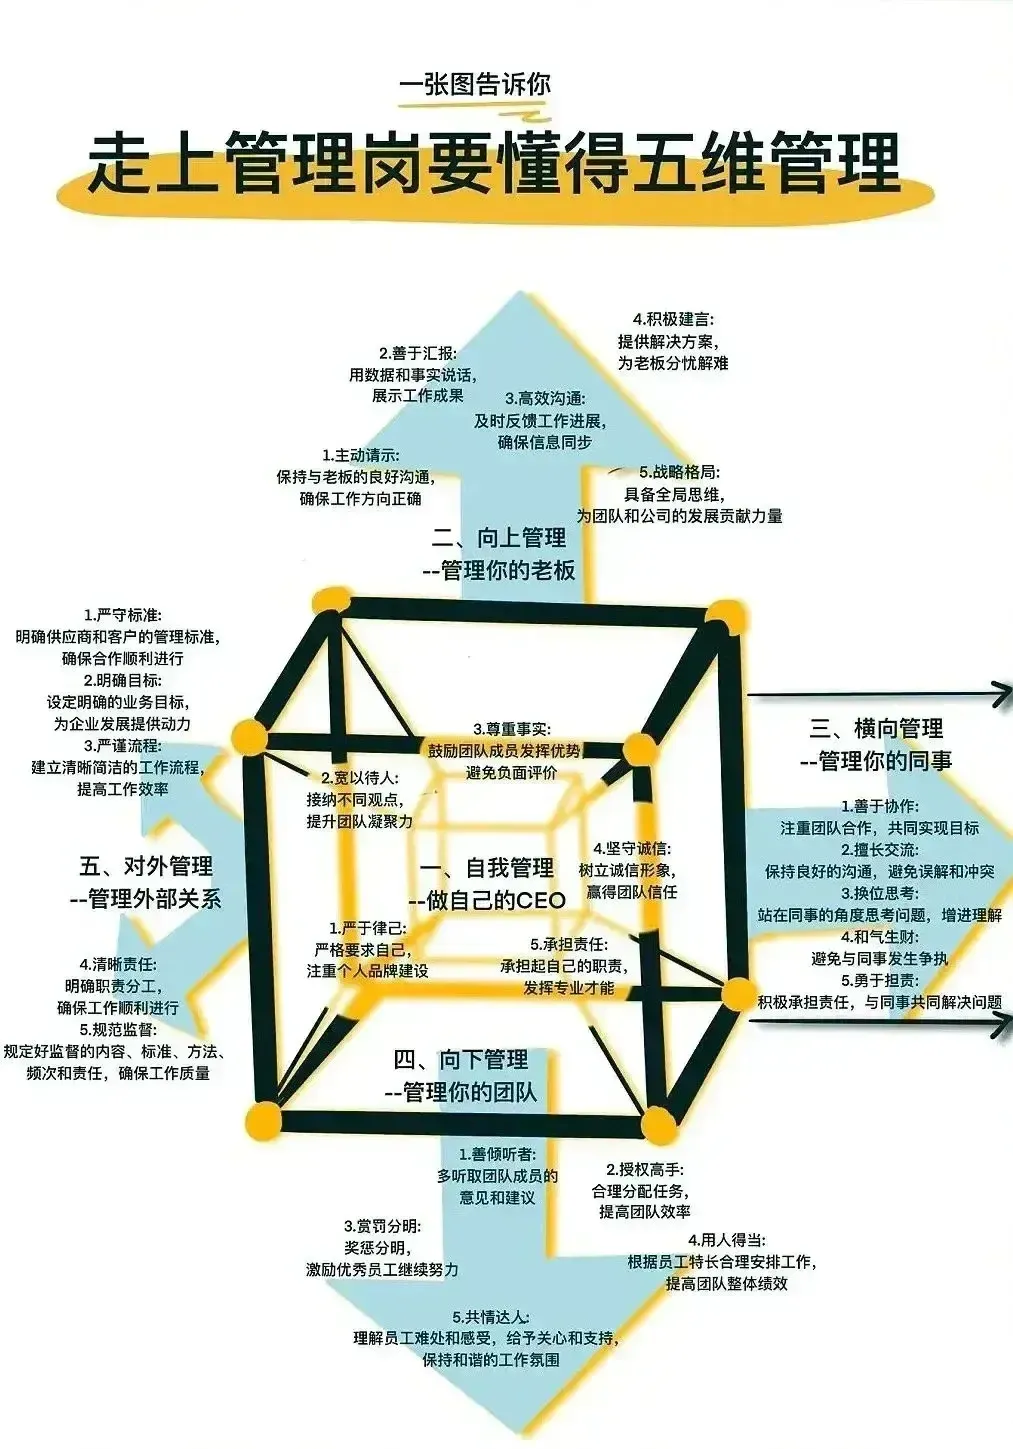 一张图告诉你
走上管理岗要懂得五维管理
4.积极建言:
提供解决方案,
为老板分忧解难
2.善于汇报:
用数据和事实说话,
展示工作成果
3.高效沟通:
及时反馈工作进展,
确保信息同步
1.主动请示:
保持与老板的良好沟通,
确保工作方向正确
5.战略格局:
具备全局思维,
为团队和公司的发展贡献力量
二、向上管理
--管理你的老板
1.严守标准:
明确供应商和客户的管理标准,
确保合作顺利进行
2.明确目标:
设定明确的业务目标,
为企业发展提供动力
3.严谨流程:
建立清晰简洁的工作流程,
提高工作效率
五、对外管理
--管理外部关系
4.清晰责任:
明确职责分工,
确保工作顺利进行
5.规范监督:
规定好监督的内容、标准、方法、
频次和责任，确保工作质量
3.尊重事实:
鼓励团队成员发挥优势
避免负面评价
2.宽以待人:
接纳不同观点,
提升团队凝聚力
4.坚守诚信:
树立诚信形象,
赢得团队信任
一、自我管理
--做自己的CEO
1.严于律己:
严格要求自己,
注重个人品牌建设
5.承担责任:
承担起自己的职责,
发挥专业才能
三、横向管理
--管理你的同事
1.善于协作:
注重团队合作，共同实现目标
2.擅长交流:
保持良好的沟通，避免误解和冲突
3.换位思考:
站在同事的角度思考问题，增进理解
4.和气生财:
避免与同事发生争执
5.勇于担责:
积极承担责任，与同事共同解决问题
四、向下管理
--管理你的团队
1.善倾听者:
多听取团队成员的
意见和建议
2.授权高手:
合理分配任务,
提高团队效率
3.赏罚分明:
奖惩分明,
激励优秀员工继续努力
4.用人得当:
根据员工特长合理安排工作,
提高团队整体绩效
5.共情达人:
理解员工难处和感受，给予关心和支持,
保持和谐的工作氛围